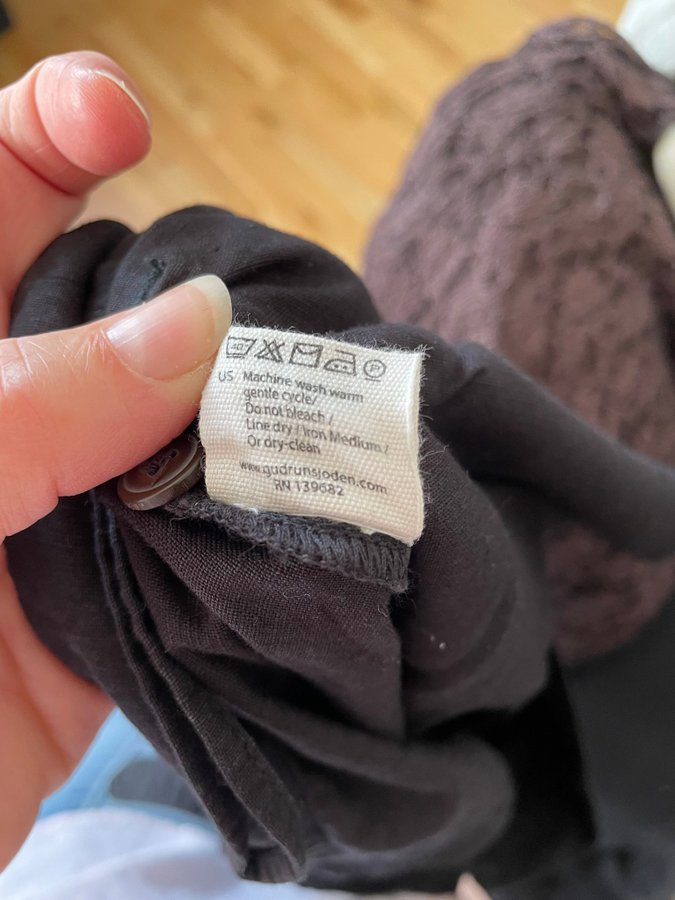 US Machine wash warm
gentle cycle/
Do not bleach /
Line dry / Iron Medium /
Or dry-clean
www.gudrunsjoden.com
RN 139682